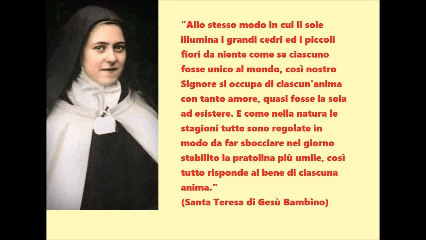 "Allo stesso modo in cui il sole
illumina i grandi cedri ed i piccoli
fiori da niente come se ciascuno
fosse unico al mondo, così nostro
Signore si occupa di ciascun'anima
con tanto amore, quasi fosse la sola
ad esistere. E come nella natura le
stagioni tutte sono regolate in
modo da far sbocciare nel giorno
stabilito la pratolina più umile, così
tutto risponde al bene di ciascuna
anima."
(Santa Teresa di Gesù Bambino)